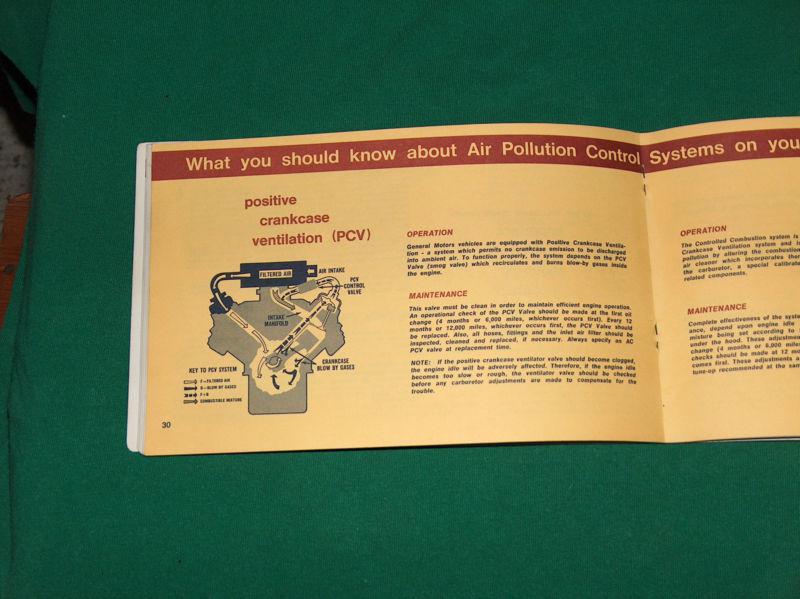 What you should know about Air Pollution Control Systems on you
positive
crankcase
ventilation (PCV)
FILTERED AIR
AIR INTAKE
PCV
CONTROL
VALVE
INTAKE
MANIFOLD
CRANKCASE
BLOW BY GASES
KEY TO PCV SYSTEM
F—FILTERED AIR
B—BLOW BY GASES
F+B
COMBUSTIBLE MIXTURE
30
OPERATION
General Motors vehicles are equipped with Positive Crankcase Ventila-
tion - a system which permits no crankcase emission to be discharged
into ambient air. To function properly, the system depends on the PCV
Valve (smog valve) which recirculates and burns blow-by gases inside
the engine.
MAINTENANCE
This valve must be clean in order to maintain efficient engine operation.
An operational check of the PCV Valve should be made at the first oil
change (4 months or 6,000 miles, whichever occurs first). Every 12
months or 12,000 miles, whichever occurs first, the PCV Valve should
be replaced. Also, all hoses, fittings and the inlet air filter should be
inspected, cleaned and replaced, if necessary. Always specify an AC
PCV valve at replacement time.
NOTE: If the positive crankcase ventilator valve should become clogged,
the engine idle will be adversely affected. Therefore, if the engine idle
becomes too slow or rough, the ventilator valve should be checked
before any carburetor adjustments are made to compensate for the
trouble.
OPERATION
The Controlled Combustion system is
Crankcase Ventilation system and i
pollution by altering the combustion
air cleaner which incorporates ther
the carburetor, a special calibrat
related components.
MAINTENANCE
Complete effectiveness of the syste
ance, depend upon engine idle
mixture being set according to
under the hood. These adjustmen
change (4 months or 6,000 miles
checks should be made at 12 mon
comes first. These adjustments a
tune-up recommended at the sam